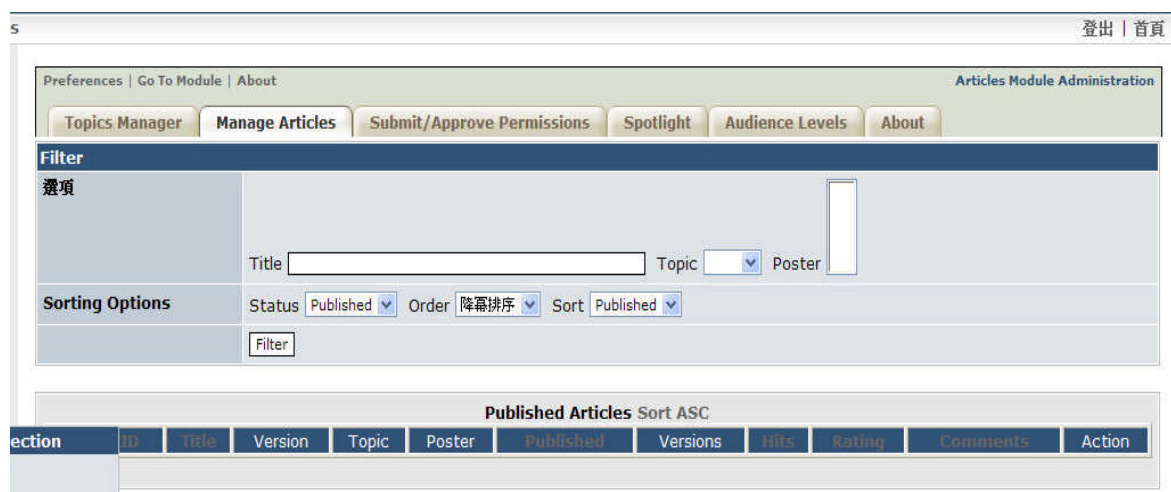 s
登出 | 首頁
Preferences | Go To Module | About
Articles Module Administration
Topics Manager Manage Articles Submit/Approve Permissions Spotlight Audience Levels About
Filter
選項
Title Topic Poster
Sorting Options Status Published Order 降冪排序 Sort Published
Filter
Published Articles Sort ASC
ection ID Title Version Topic Poster Published Versions Hits Rating Comments Action